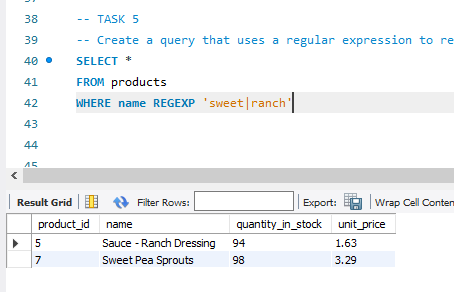 38 -- TASK 5
39 -- Create a query that uses a regular expression to re
40 SELECT *
41 FROM products
42 WHERE name REGEXP 'sweet|ranch'
43
44
45
Result Grid Filter Rows: Export: Wrap Cell Conten
product_id name quantity_in_stock unit_price
5 Sauce - Ranch Dressing 94 1.63
7 Sweet Pea Sprouts 98 3.29